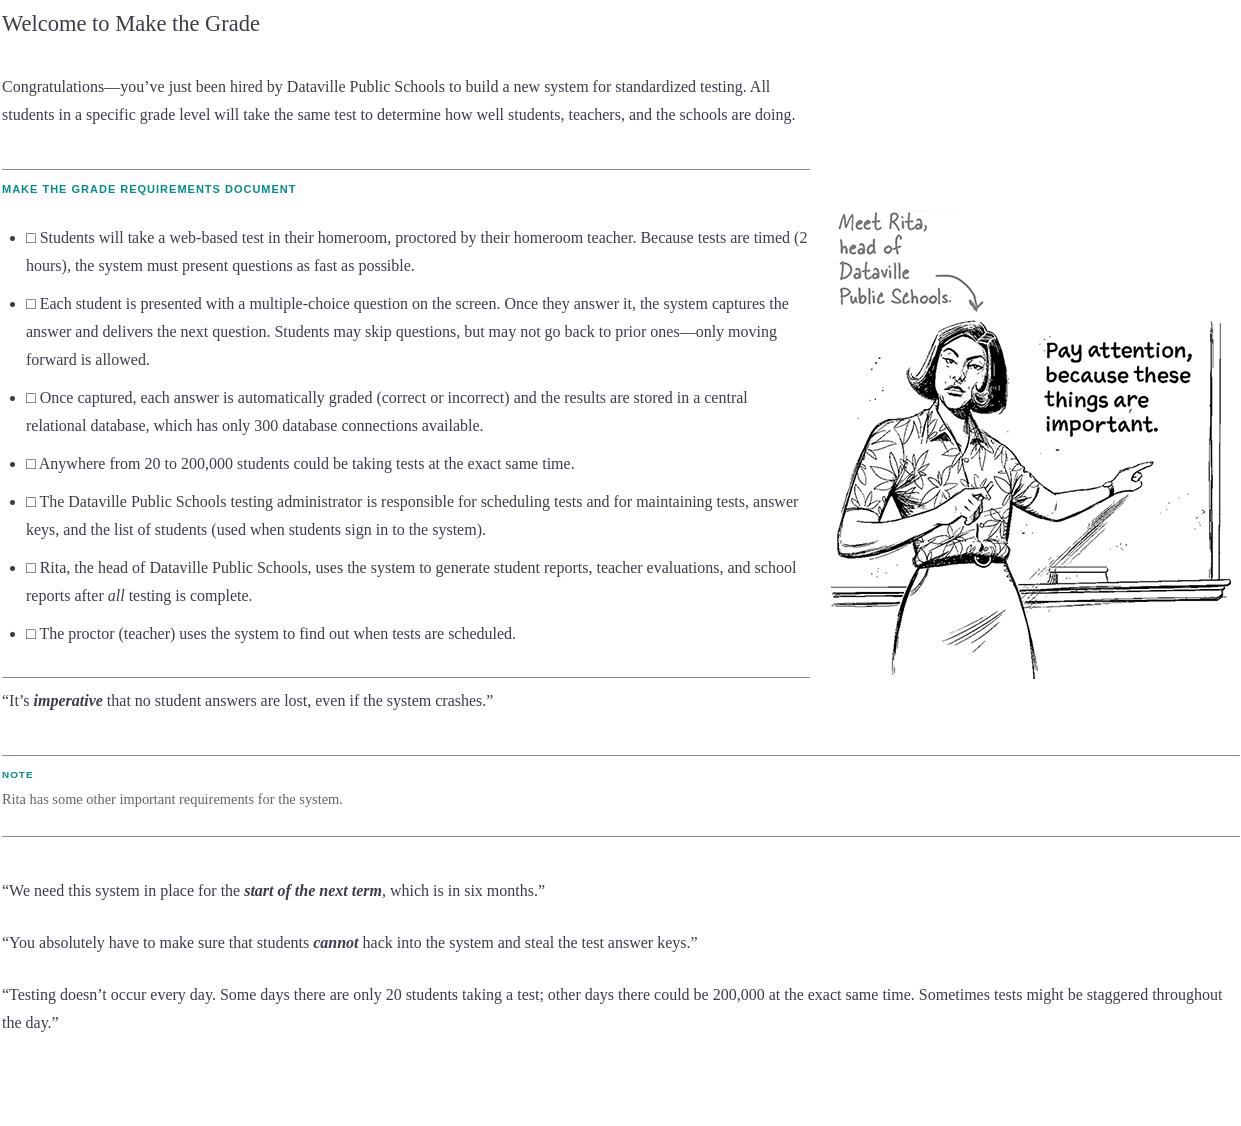 Welcome to Make the Grade
Congratulations—you’ve just been hired by Dataville Public Schools to build a new system for standardized testing. All
students in a specific grade level will take the same test to determine how well students, teachers, and the schools are doing.
MAKE THE GRADE REQUIREMENTS DOCUMENT
• □ Students will take a web-based test in their homeroom, proctored by their homeroom teacher. Because tests are timed (2
hours), the system must present questions as fast as possible.
• □ Each student is presented with a multiple-choice question on the screen. Once they answer it, the system captures the
answer and delivers the next question. Students may skip questions, but may not go back to prior ones—only moving
forward is allowed.
• □ Once captured, each answer is automatically graded (correct or incorrect) and the results are stored in a central
relational database, which has only 300 database connections available.
• □ Anywhere from 20 to 200,000 students could be taking tests at the exact same time.
• □ The Dataville Public Schools testing administrator is responsible for scheduling tests and for maintaining tests, answer
keys, and the list of students (used when students sign in to the system).
• □ Rita, the head of Dataville Public Schools, uses the system to generate student reports, teacher evaluations, and school
reports after all testing is complete.
• □ The proctor (teacher) uses the system to find out when tests are scheduled.
Meet Rita,
head of
Dataville
Public Schools.
Pay attention,
because these
things are
important.
“It’s imperative that no student answers are lost, even if the system crashes.”
NOTE
Rita has some other important requirements for the system.
“We need this system in place for the start of the next term, which is in six months.”
“You absolutely have to make sure that students cannot hack into the system and steal the test answer keys.”
“Testing doesn’t occur every day. Some days there are only 20 students taking a test; other days there could be 200,000 at the exact same time. Sometimes tests might be staggered throughout
the day.”